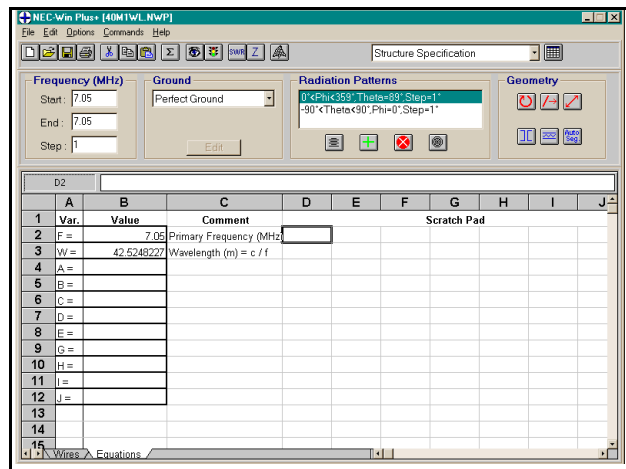 NEC-Win Plus+ [40M1WL.NWP]
File Edit Options Commands Help
Σ SWR Z Structure Specification
Frequency (MHz) Ground Radiation Patterns Geometry
Start: 7.05 Perfect Ground 0°<Phi<359°,Theta=89°,Step=1°
-90°<Theta<90°,Phi=0°,Step=1°
End: 7.05
Step: 1 Edit Auto Seg.
D2
A B C D E F G H I J
1 Var. Value Comment Scratch Pad
2 F = 7.05 Primary Frequency (MHz)
3 W = 42.5248227 Wavelength (m) = c / f
4 A =
5 B =
6 C =
7 D =
8 E =
9 G =
10 H =
11 I =
12 J =
13
14
15
Wires Equations